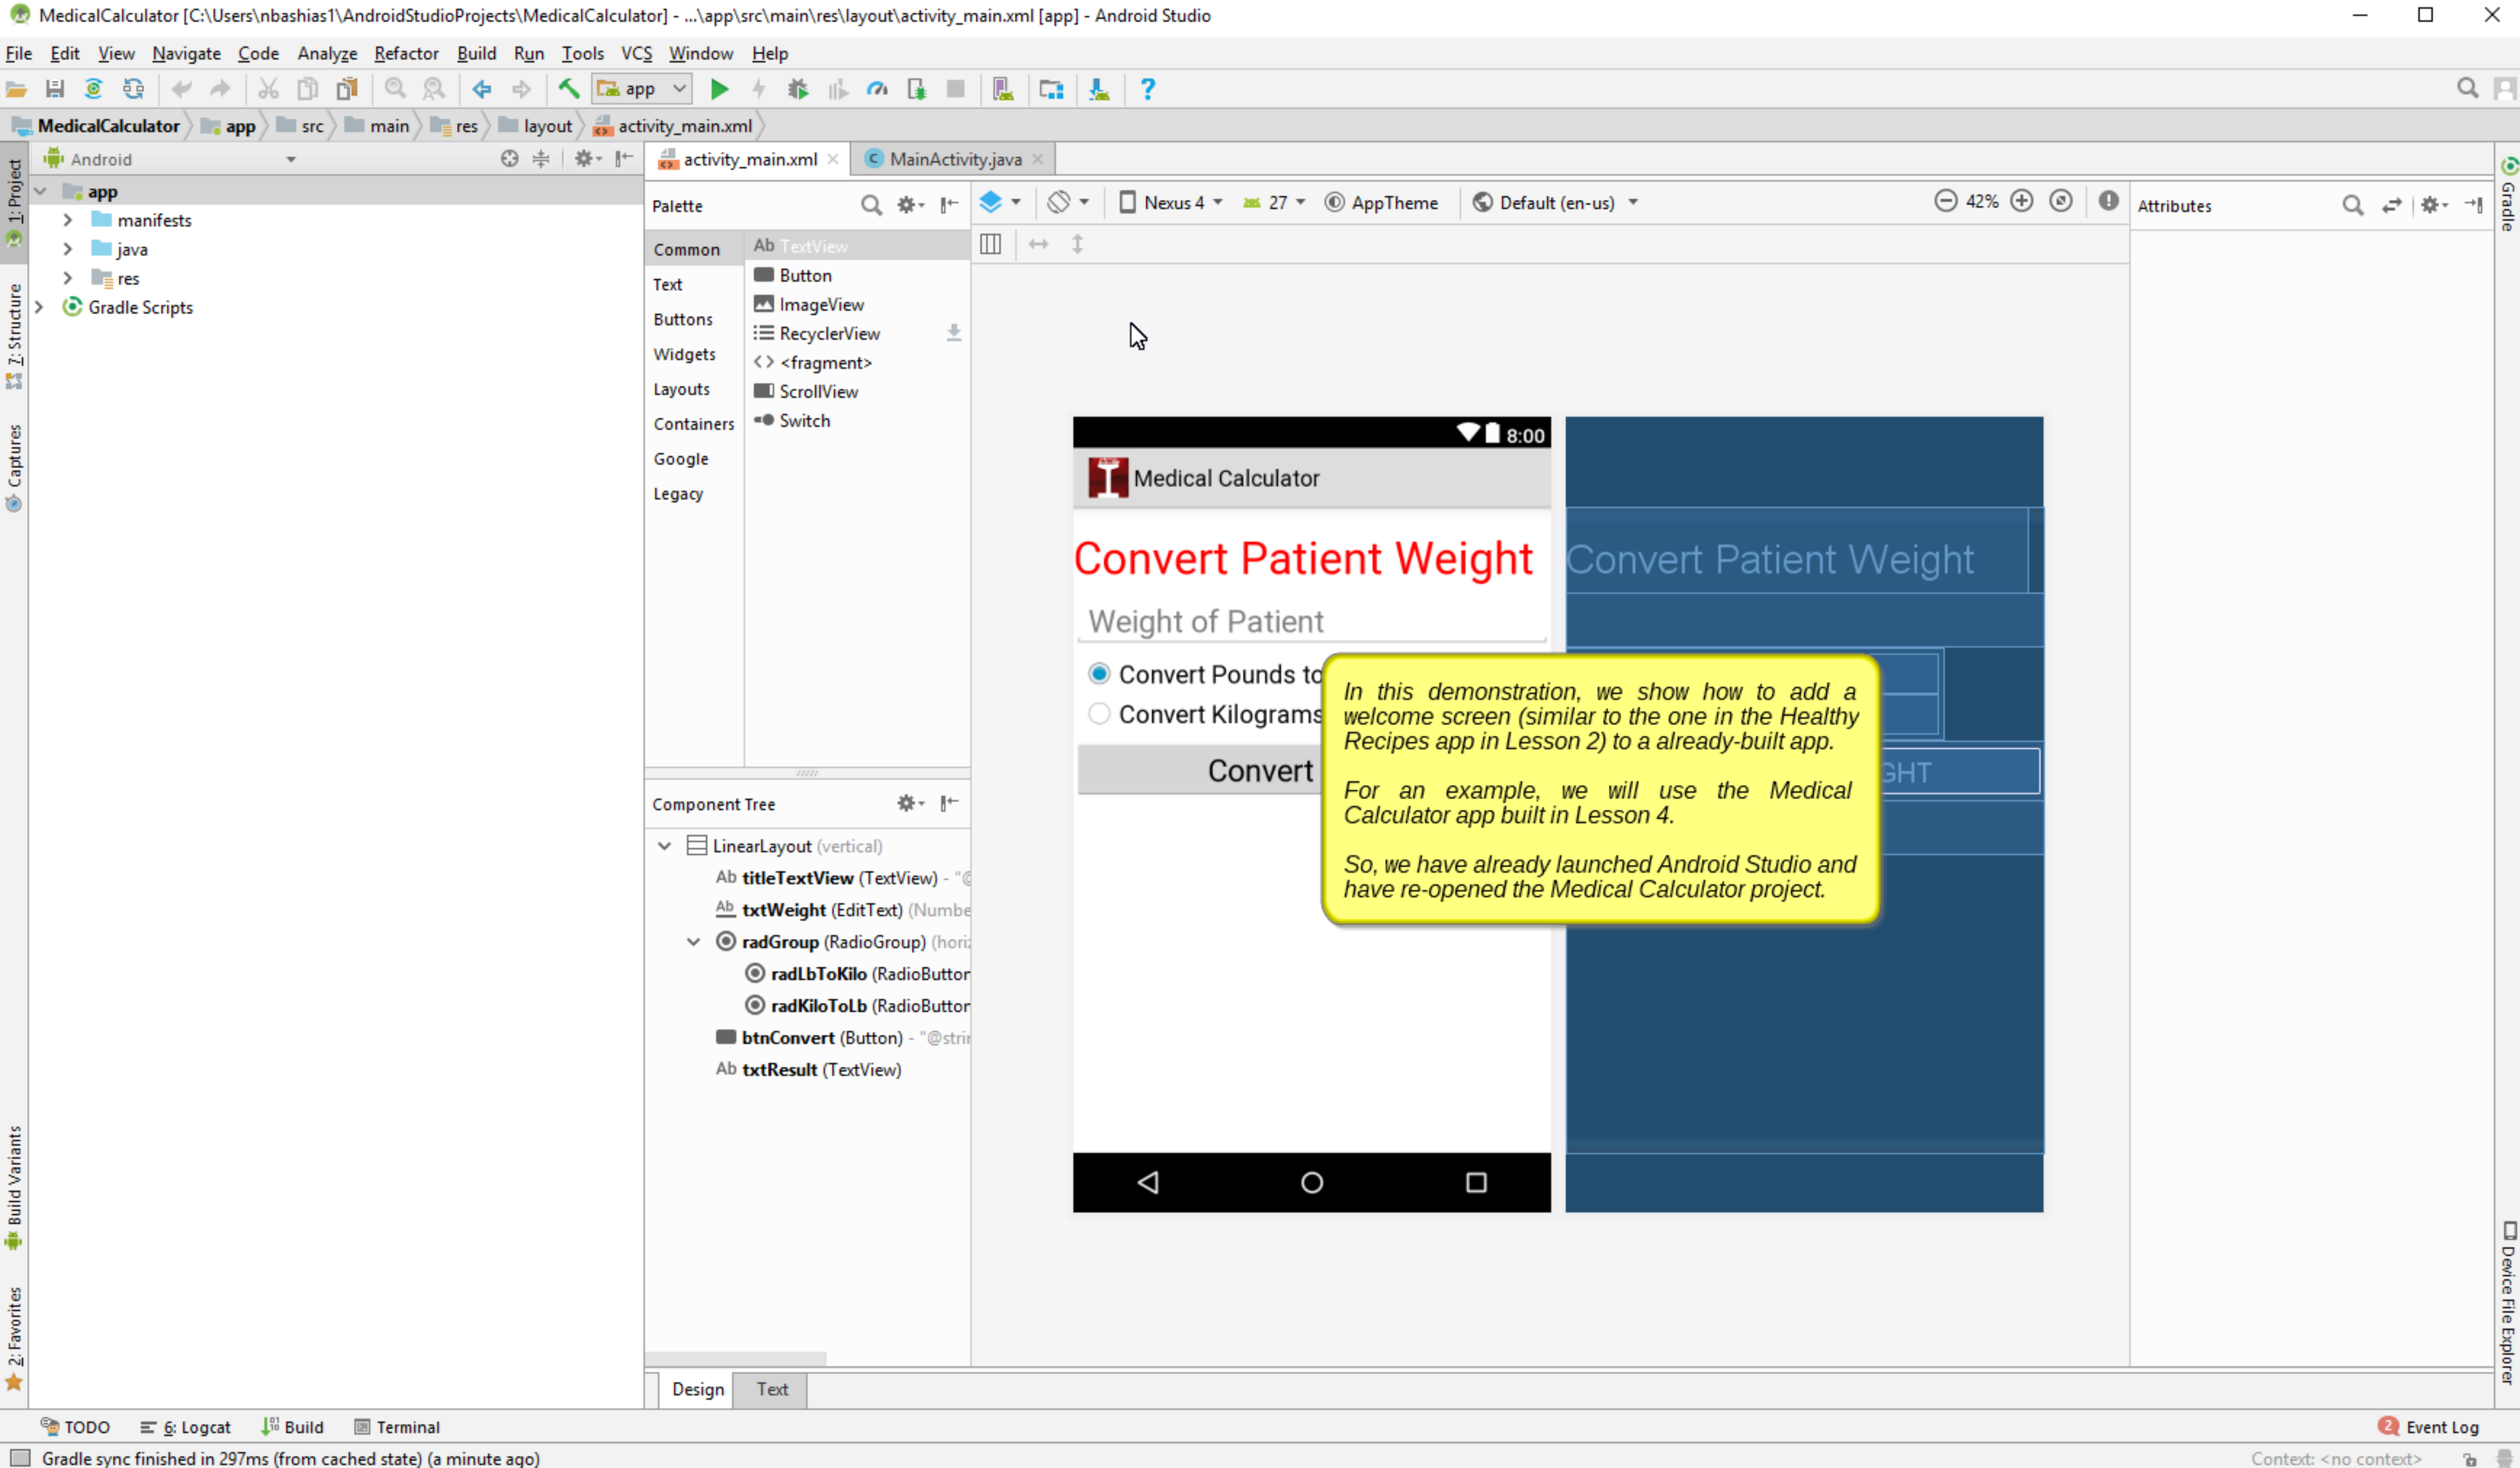 MedicalCalculator [C:\Users\nbashias1\AndroidStudioProjects\MedicalCalculator] - ...\app\src\main\res\layout\activity_main.xml [app] - Android Studio
File Edit View Navigate Code Analyze Refactor Build Run Tools VCS Window Help
app
MedicalCalculator app src main res layout activity_main.xml
1: Project
7: Structure
Captures
Build Variants
2: Favorites
Android
app
manifests
java
res
Gradle Scripts
activity_main.xml MainActivity.java
Palette
Common
Text
Buttons
Widgets
Layouts
Containers
Google
Legacy
Ab TextView
Button
ImageView
RecyclerView
<fragment>
ScrollView
Switch
Nexus 4 27 AppTheme Default (en-us) 42%
Attributes
Gradle
Device File Explorer
Component Tree
LinearLayout (vertical)
Ab titleTextView (TextView) - "@
Ab txtWeight (EditText) (Numbe
radGroup (RadioGroup) (hori
radLbToKilo (RadioButton
radKiloToLb (RadioButton
btnConvert (Button) - "@strin
Ab txtResult (TextView)
8:00
Medical Calculator
Convert Patient Weight
Weight of Patient
Convert Pounds to
Convert Kilograms
Convert
Convert Patient Weight
GHT
In this demonstration, we show how to add a
welcome screen (similar to the one in the Healthy
Recipes app in Lesson 2) to a already-built app.
For an example, we will use the Medical
Calculator app built in Lesson 4.
So, we have already launched Android Studio and
have re-opened the Medical Calculator project.
Design Text
TODO 6: Logcat Build Terminal
2 Event Log
Gradle sync finished in 297ms (from cached state) (a minute ago)
Context: <no context>